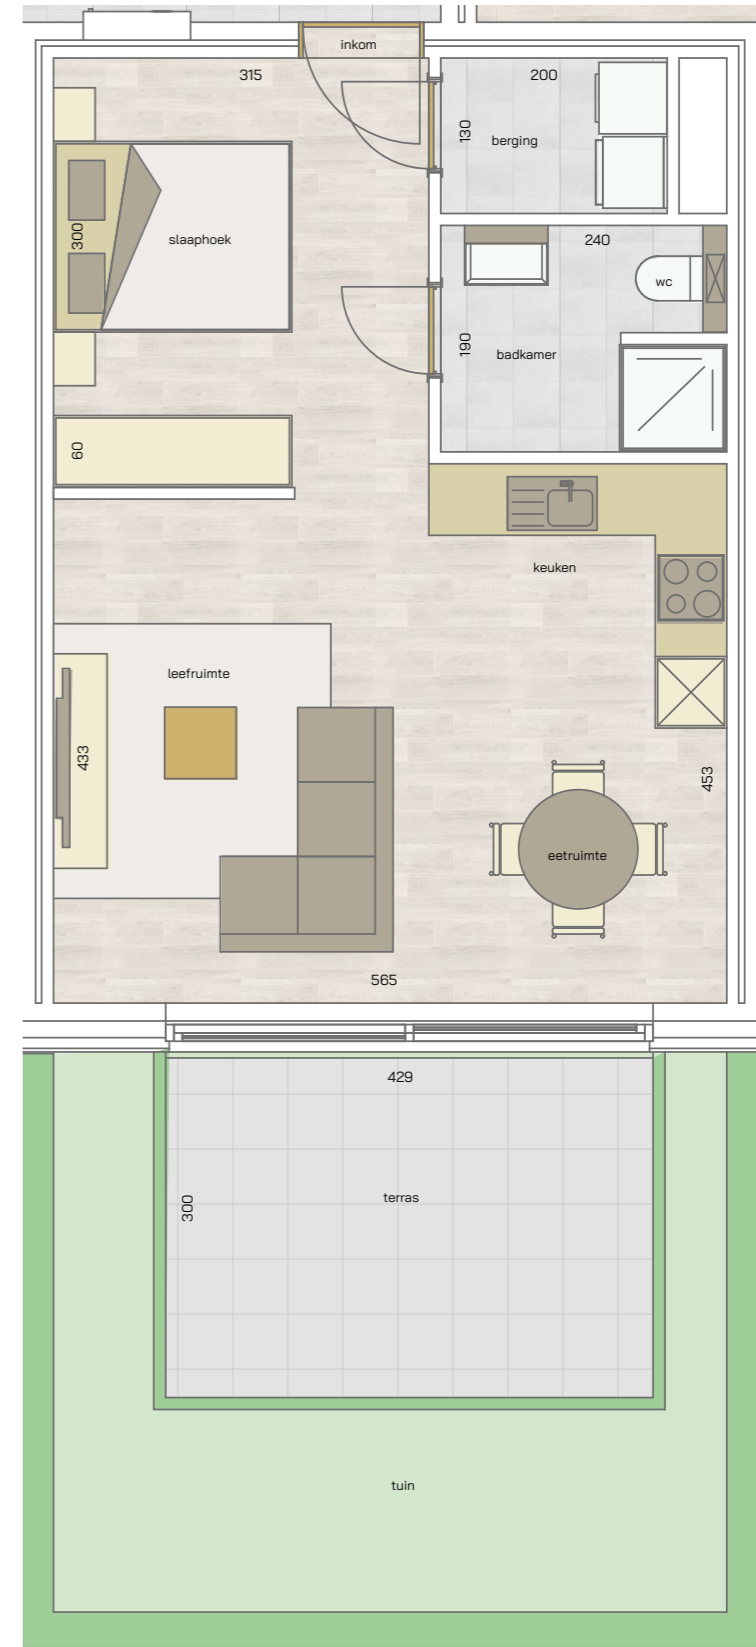 inkom
315
200
130
berging
300
slaaphoek
240
wc
190
badkamer
60
keuken
leefruimte
433
453
eetruimte
565
429
300
terras
tuin